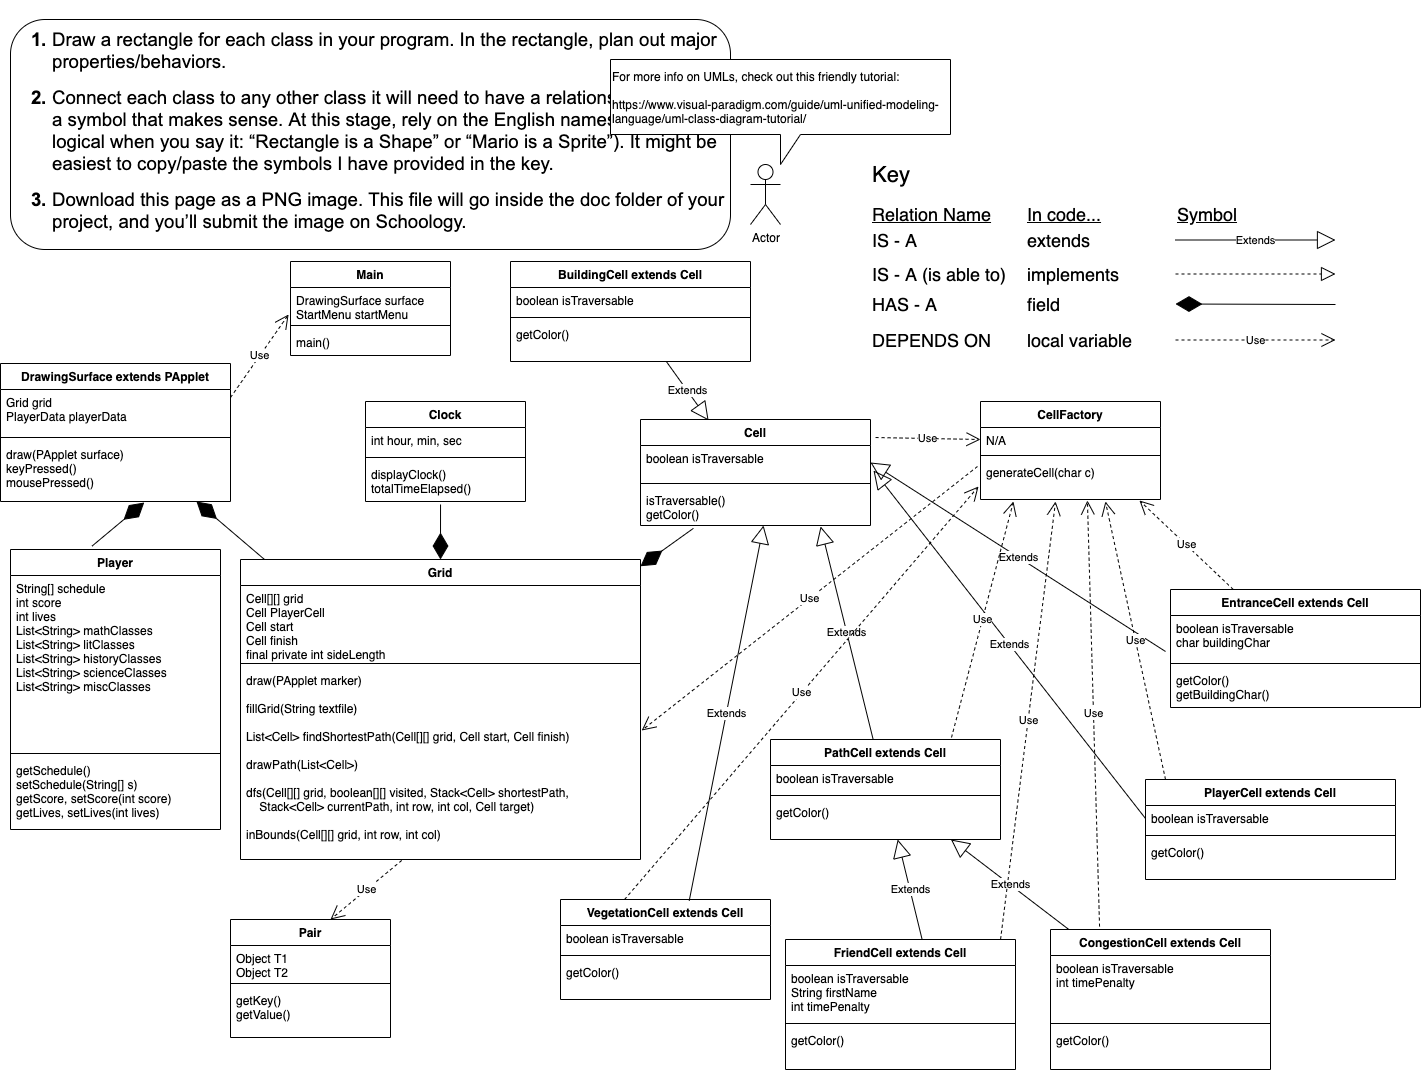 1. Draw a rectangle for each class in your program. In the rectangle, plan out major
properties/behaviors.
2. Connect each class to any other class it will need to have a relations
a symbol that makes sense. At this stage, rely on the English names
logical when you say it: “Rectangle is a Shape” or “Mario is a Sprite”). It might be
easiest to copy/paste the symbols I have provided in the key.
3. Download this page as a PNG image. This file will go inside the doc folder of your
project, and you’ll submit the image on Schoology.
For more info on UMLs, check out this friendly tutorial:
https://www.visual-paradigm.com/guide/uml-unified-modeling-
language/uml-class-diagram-tutorial/
Actor
Key
Relation Name In code... Symbol
IS - A extends Extends
IS - A (is able to) implements
HAS - A field
DEPENDS ON local variable Use
Main
DrawingSurface surface
StartMenu startMenu
main()
BuildingCell extends Cell
boolean isTraversable
getColor()
Use
Extends
DrawingSurface extends PApplet
Grid grid
PlayerData playerData
draw(PApplet surface)
keyPressed()
mousePressed()
Clock
int hour, min, sec
displayClock()
totalTimeElapsed()
Cell
boolean isTraversable
isTraversable()
getColor()
Use
CellFactory
N/A
generateCell(char c)
Player
String[] schedule
int score
int lives
List<String> mathClasses
List<String> litClasses
List<String> historyClasses
List<String> scienceClasses
List<String> miscClasses
getSchedule()
setSchedule(String[] s)
getScore, setScore(int score)
getLives, setLives(int lives)
Grid
Cell[][] grid
Cell PlayerCell
Cell start
Cell finish
final private int sideLength
draw(PApplet marker)
fillGrid(String textfile)
List<Cell> findShortestPath(Cell[][] grid, Cell start, Cell finish)
drawPath(List<Cell>)
dfs(Cell[][] grid, boolean[][] visited, Stack<Cell> shortestPath,
Stack<Cell> currentPath, int row, int col, Cell target)
inBounds(Cell[][] grid, int row, int col)
Use
Extends
Use
Extends
Use
Extends
Use
Extends
Use
Use
Use
EntranceCell extends Cell
boolean isTraversable
char buildingChar
getColor()
getBuildingChar()
PathCell extends Cell
boolean isTraversable
getColor()
PlayerCell extends Cell
boolean isTraversable
getColor()
Use
Extends
Extends
Pair
Object T1
Object T2
getKey()
getValue()
VegetationCell extends Cell
boolean isTraversable
getColor()
FriendCell extends Cell
boolean isTraversable
String firstName
int timePenalty
getColor()
CongestionCell extends Cell
boolean isTraversable
int timePenalty
getColor()